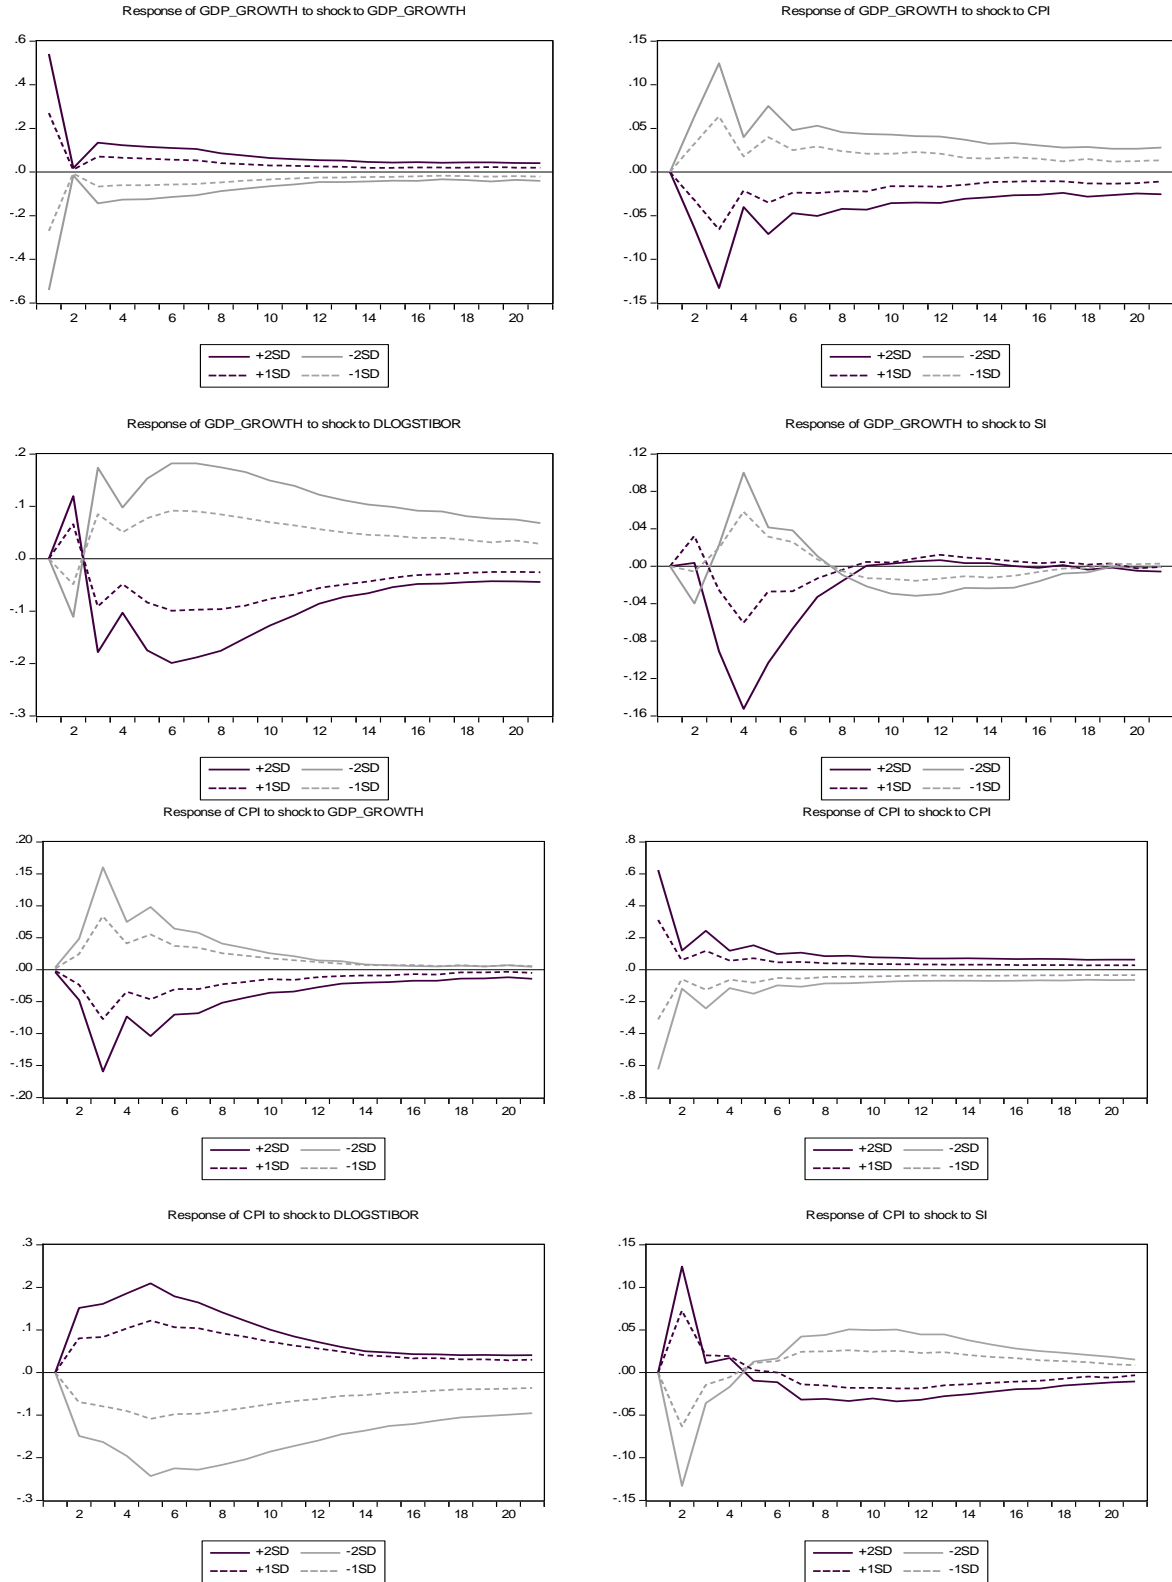 Response of GDP_GROWTH to shock to GDP_GROWTH
.6
.4
.2
.0
-.2
-.4
-.6
2 4 6 8 10 12 14 16 18 20
+2SD -2SD
+1SD -1SD
Response of GDP_GROWTH to shock to CPI
.15
.10
.05
.00
-.05
-.10
-.15
2 4 6 8 10 12 14 16 18 20
+2SD -2SD
+1SD -1SD
Response of GDP_GROWTH to shock to DLOGSTIBOR
.2
.1
.0
-.1
-.2
-.3
2 4 6 8 10 12 14 16 18 20
+2SD -2SD
+1SD -1SD
Response of GDP_GROWTH to shock to SI
.12
.08
.04
.00
-.04
-.08
-.12
-.16
2 4 6 8 10 12 14 16 18 20
+2SD -2SD
+1SD -1SD
Response of CPI to shock to GDP_GROWTH
.20
.15
.10
.05
.00
-.05
-.10
-.15
-.20
2 4 6 8 10 12 14 16 18 20
+2SD -2SD
+1SD -1SD
Response of CPI to shock to CPI
.8
.6
.4
.2
.0
-.2
-.4
-.6
-.8
2 4 6 8 10 12 14 16 18 20
+2SD -2SD
+1SD -1SD
Response of CPI to shock to DLOGSTIBOR
.3
.2
.1
.0
-.1
-.2
-.3
2 4 6 8 10 12 14 16 18 20
+2SD -2SD
+1SD -1SD
Response of CPI to shock to SI
.15
.10
.05
.00
-.05
-.10
-.15
2 4 6 8 10 12 14 16 18 20
+2SD -2SD
+1SD -1SD